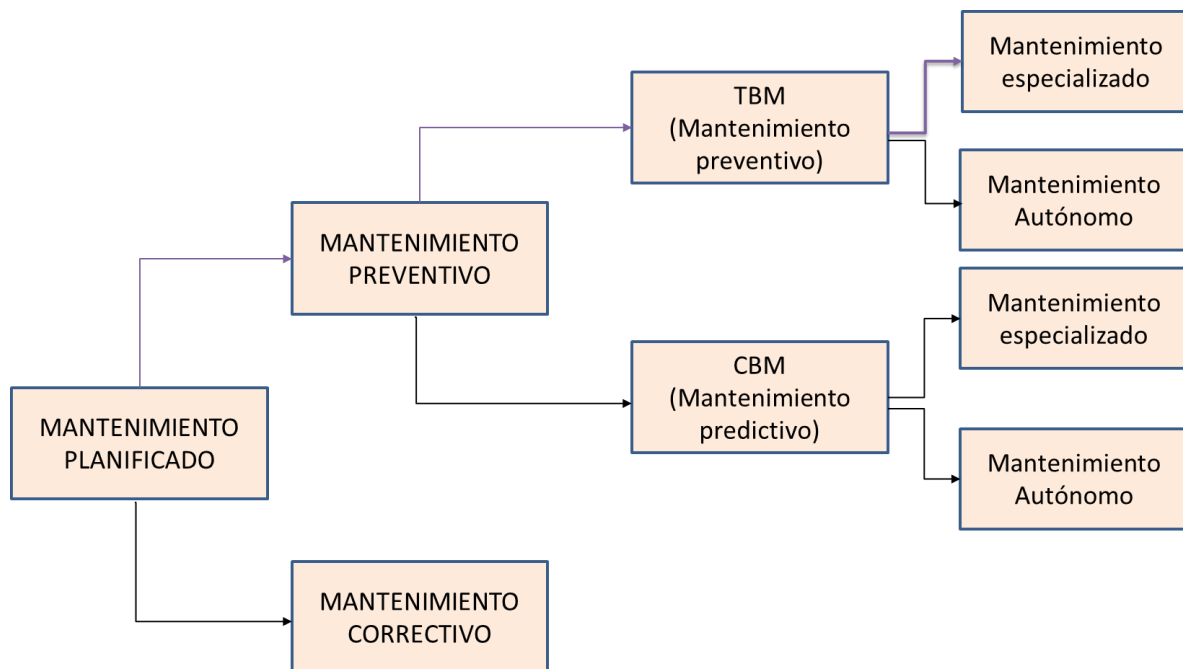 Mantenimiento
especializado
TBM
(Mantenimiento
preventivo)
Mantenimiento
Autónomo
MANTENIMIENTO
PREVENTIVO
Mantenimiento
especializado
CBM
(Mantenimiento
predictivo)
MANTENIMIENTO
PLANIFICADO
Mantenimiento
Autónomo
MANTENIMIENTO
CORRECTIVO